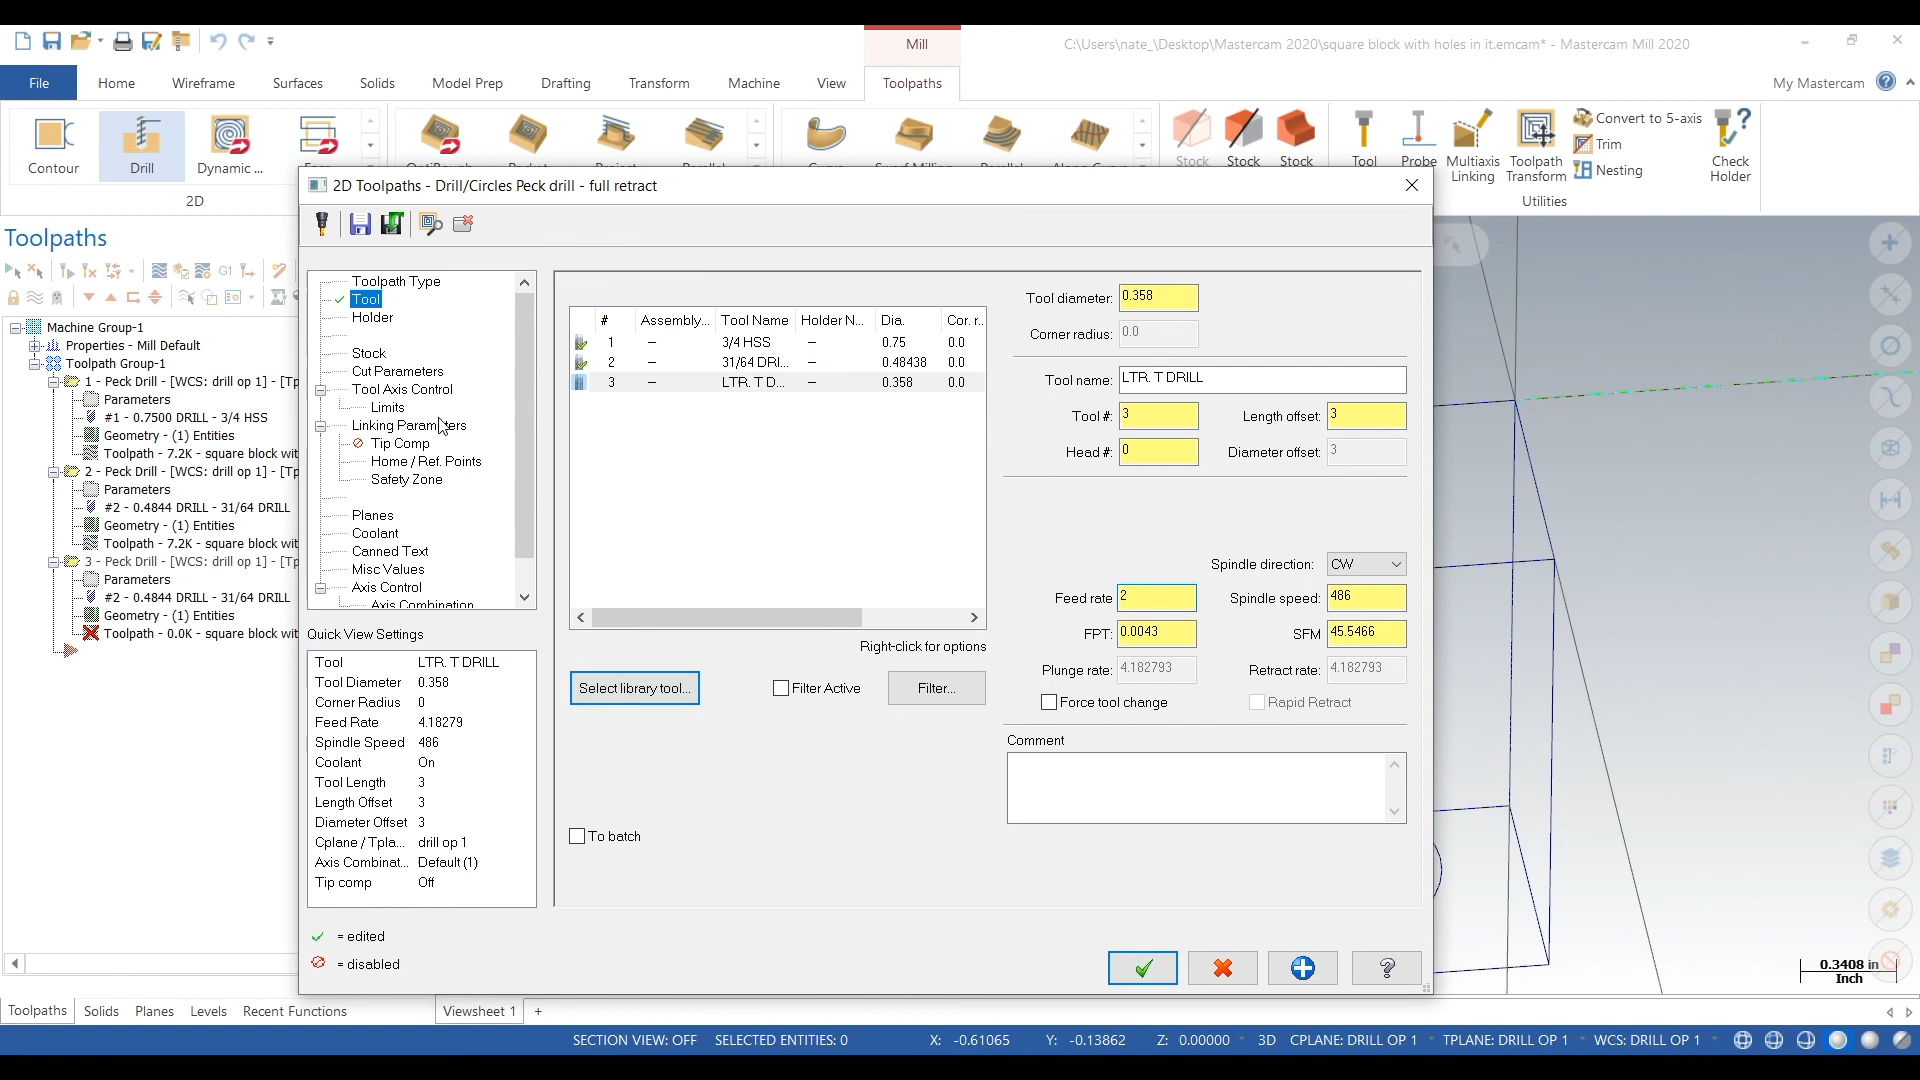 Mill
C:\Users\nate_\Desktop\Mastercam 2020\square block with holes in it.emcam* - Mastercam Mill 2020
File Home Wireframe Surfaces Solids Model Prep Drafting Transform Machine View Toolpaths My Mastercam
Contour Drill Dynamic ...
Stock Stock Stock Tool Probe Multiaxis Linking Toolpath Transform Convert to 5-axis Trim Nesting Check Holder
2D Utilities
2D Toolpaths - Drill/Circles Peck drill - full retract
Toolpaths
G1
Machine Group-1
Properties - Mill Default
Toolpath Group-1
1 - Peck Drill - [WCS: drill op 1] - [Tp
Parameters
#1 - 0.7500 DRILL - 3/4 HSS
Geometry - (1) Entities
Toolpath - 7.2K - square block wit
2 - Peck Drill - [WCS: drill op 1] - [Tp
Parameters
#2 - 0.4844 DRILL - 31/64 DRILL
Geometry - (1) Entities
Toolpath - 7.2K - square block wit
3 - Peck Drill - [WCS: drill op 1] - [Tp
Parameters
#2 - 0.4844 DRILL - 31/64 DRILL
Geometry - (1) Entities
Toolpath - 0.0K - square block wit
Toolpath Type
Tool
Holder
Stock
Cut Parameters
Tool Axis Control
Limits
Linking Parameters
Tip Comp
Home / Ref. Points
Safety Zone
Planes
Coolant
Canned Text
Misc Values
Axis Control
Axis Combination
Quick View Settings
Tool LTR. T DRILL
Tool Diameter 0.358
Corner Radius 0
Feed Rate 4.18279
Spindle Speed 486
Coolant On
Tool Length 3
Length Offset 3
Diameter Offset 3
Cplane / Tpla... drill op 1
Axis Combinat... Default (1)
Tip comp Off
= edited
= disabled
# Assembly... Tool Name Holder N... Dia. Cor. r..
1 – 3/4 HSS – 0.75 0.0
2 – 31/64 DRI... – 0.48438 0.0
3 – LTR. T D... – 0.358 0.0
Right-click for options
Select library tool... Filter Active Filter...
To batch
Tool diameter: 0.358
Corner radius: 0.0
Tool name: LTR. T DRILL
Tool #: 3 Length offset: 3
Head #: 0 Diameter offset: 3
Spindle direction: CW
Feed rate 2 Spindle speed: 486
FPT: 0.0043 SFM 45.5466
Plunge rate: 4.182793 Retract rate: 4.182793
Force tool change Rapid Retract
Comment
0.3408 in
Inch
Toolpaths Solids Planes Levels Recent Functions Viewsheet 1 +
SECTION VIEW: OFF SELECTED ENTITIES: 0 X: -0.61065 Y: -0.13862 Z: 0.00000 3D CPLANE: DRILL OP 1 TPLANE: DRILL OP 1 WCS: DRILL OP 1